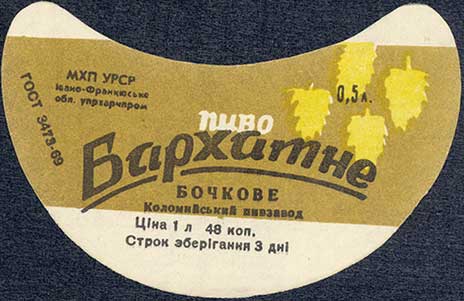 МХП УРСР
Івано-Франкiвське
обл. упрхарчпром
ГОСТ 3473-69
0,5 л.
пиво
Бархатне
БОЧКОВЕ
Коломийський пивзавод
Ціна 1 л 48 коп.
Строк зберігання 3 дні